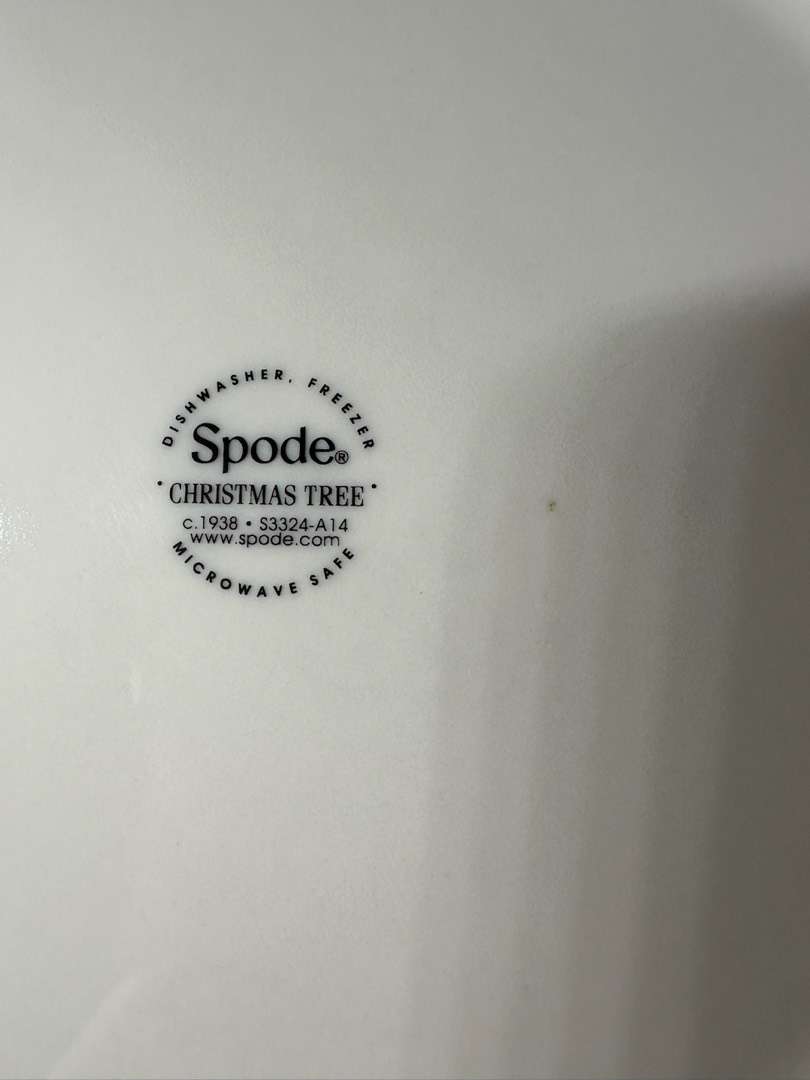 DISHWASHER, FREEZER
Spode®
• CHRISTMAS TREE •
c.1938 • S3324-A14
www.spode.com
MICROWAVE SAFE